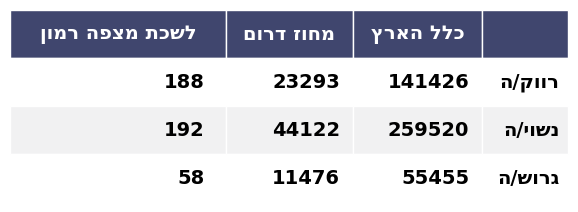 כלל הארץ מחוז דרום לשכת מצפה רמון
רווק/ה 141426 23293 188
נשוי/ה 259520 44122 192
גרוש/ה 55455 11476 58